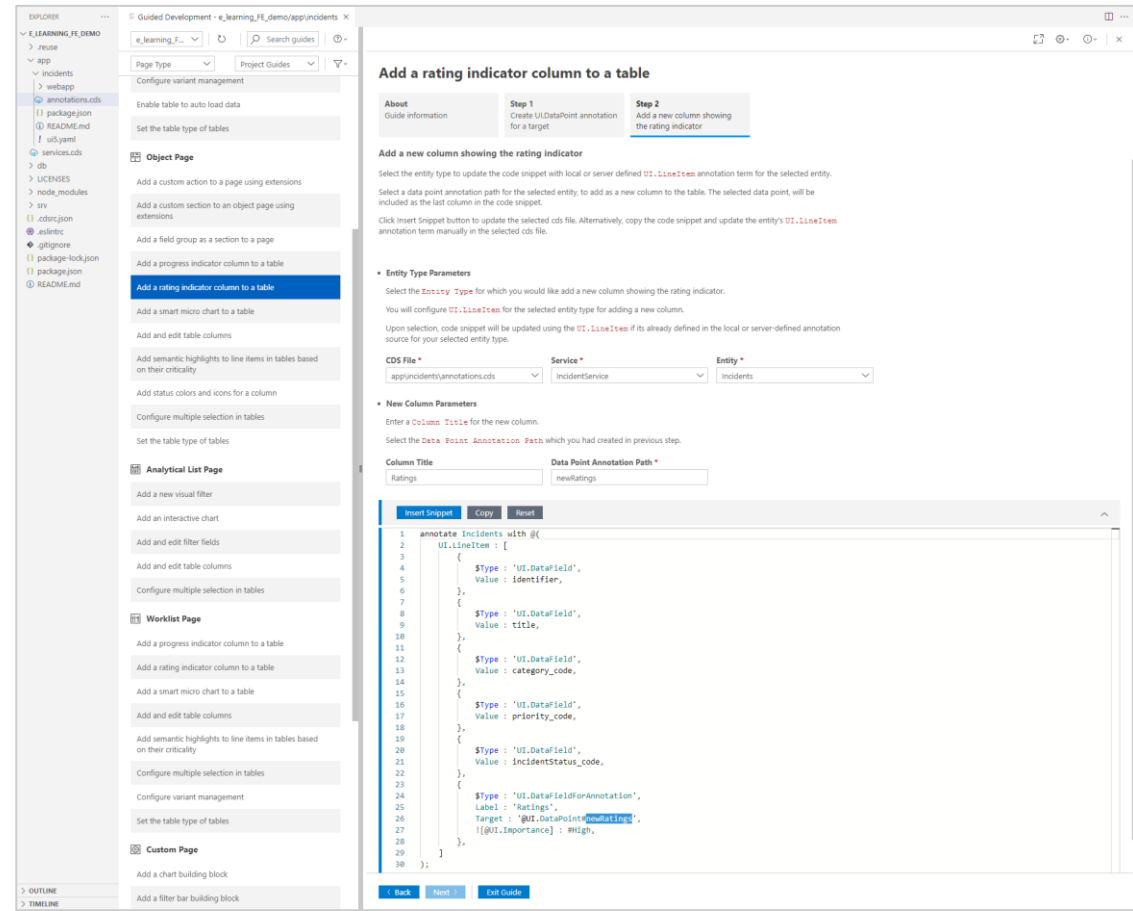 EXPLORER ...
E_LEARNING_FE_DEMO
> .reuse
app
incidents
> webapp
annotations.cds
{} package.json
README.md
! ui5.yaml
services.cds
> db
> LICENSES
> node_modules
> srv
{} .cdsrc.json
.eslintrc
.gitignore
{} package-lock.json
{} package.json
README.md
> OUTLINE
> TIMELINE
Guided Development - e_learning_FE_demo/app\incidents ×
e_learning_F...
Search guides
Page Type
Project Guides
Configure variant management
Enable table to auto load data
Set the table type of tables
Object Page
Add a custom action to a page using extensions
Add a custom section to an object page using
extensions
Add a field group as a section to a page
Add a progress indicator column to a table
Add a rating indicator column to a table
Add a smart micro chart to a table
Add and edit table columns
Add semantic highlights to line items in tables based
on their criticality
Add status colors and icons for a column
Configure multiple selection in tables
Set the table type of tables
Analytical List Page
Add a new visual filter
Add an interactive chart
Add and edit filter fields
Add and edit table columns
Configure multiple selection in tables
Worklist Page
Add a progress indicator column to a table
Add a rating indicator column to a table
Add a smart micro chart to a table
Add and edit table columns
Add semantic highlights to line items in tables based
on their criticality
Configure multiple selection in tables
Configure variant management
Set the table type of tables
Custom Page
Add a chart building block
Add a filter bar building block
Add a rating indicator column to a table
About
Guide information
Step 1
Create UI.DataPoint annotation
for a target
Step 2
Add a new column showing
the rating indicator
Add a new column showing the rating indicator
Select the entity type to update the code snippet with local or server defined UI.LineItem annotation term for the selected entity.
Select a data point annotation path for the selected entity, to add as a new column to the table. The selected data point, will be
included as the last column in the code snippet.
Click Insert Snippet button to update the selected cds file. Alternatively, copy the code snippet and update the entity's UI.LineItem
annotation term manually in the selected cds file.
Entity Type Parameters
Select the Entity Type for which you would like add a new column showing the rating indicator.
You will configure UI.LineItem for the selected entity type for adding a new column.
Upon selection, code snippet will be updated using the UI.LineItem if its already defined in the local or server-defined annotation
source for your selected entity type.
CDS File * Service * Entity *
app\incidents\annotations.cds IncidentService Incidents
New Column Parameters
Enter a Column Title for the new column.
Select the Data Point Annotation Path which you had created in previous step.
Column Title Data Point Annotation Path *
Ratings newRatings
Insert Snippet Copy Reset
1 annotate Incidents with @(
2 UI.LineItem : [
3 {
4 $Type : 'UI.DataField',
5 Value : identifier,
6 },
7 {
8 $Type : 'UI.DataField',
9 Value : title,
10 },
11 {
12 $Type : 'UI.DataField',
13 Value : category_code,
14 },
15 {
16 $Type : 'UI.DataField',
17 Value : priority_code,
18 },
19 {
20 $Type : 'UI.DataField',
21 Value : incidentStatus_code,
22 },
23 {
24 $Type : 'UI.DataFieldForAnnotation',
25 Label : 'Ratings',
26 Target : '@UI.DataPoint#newRatings',
27 ![@UI.Importance] : #High,
28 },
29 ]
30 );
< Back Next > Exit Guide